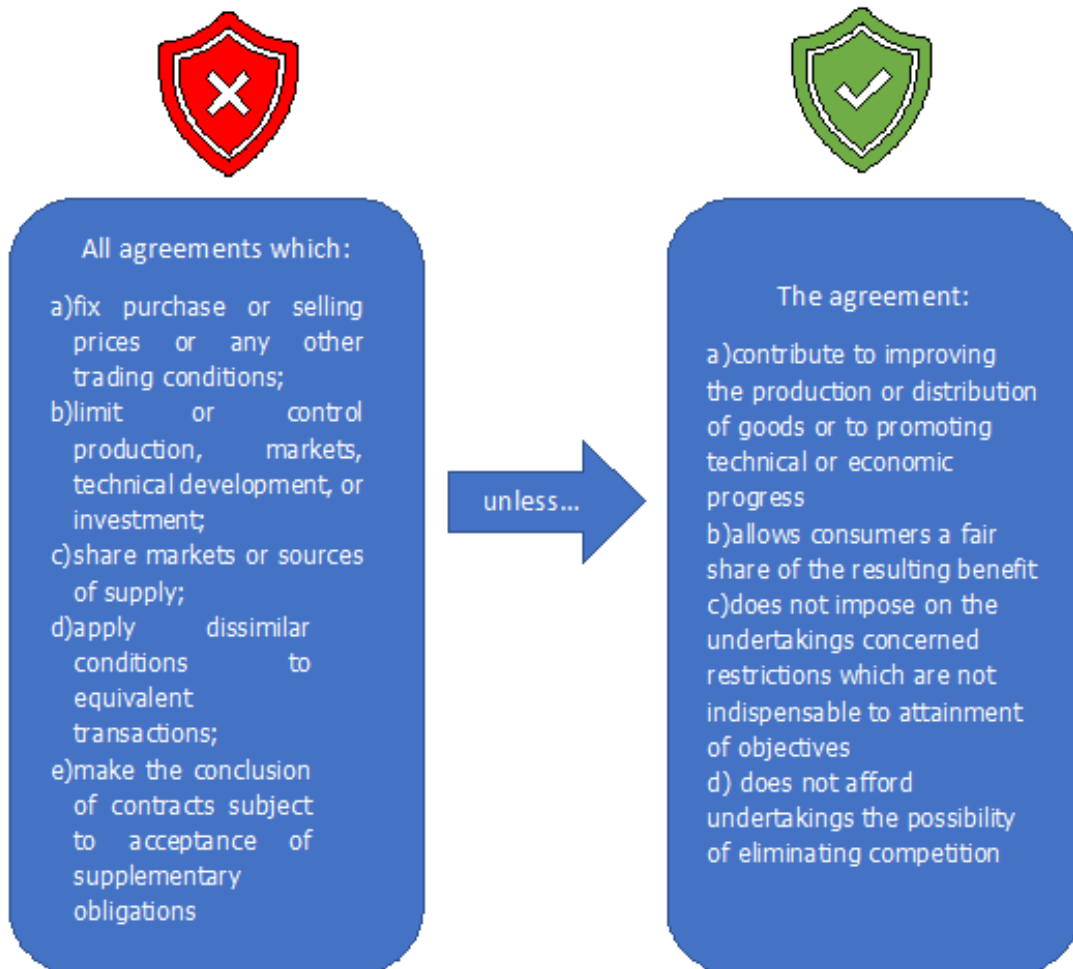 All agreements which:
a)fix purchase or selling
prices or any other
trading conditions;
b)limit or control
production, markets,
technical development, or
investment;
c)share markets or sources
of supply;
d)apply dissimilar
conditions to
equivalent
transactions;
e)make the conclusion
of contracts subject
to acceptance of
supplementary
obligations
unless...
The agreement:
a)contribute to improving
the production or distribution
of goods or to promoting
technical or economic
progress
b)allows consumers a fair
share of the resulting benefit
c)does not impose on the
undertakings concerned
restrictions which are not
indispensable to attainment
of objectives
d) does not afford
undertakings the possibility
of eliminating competition